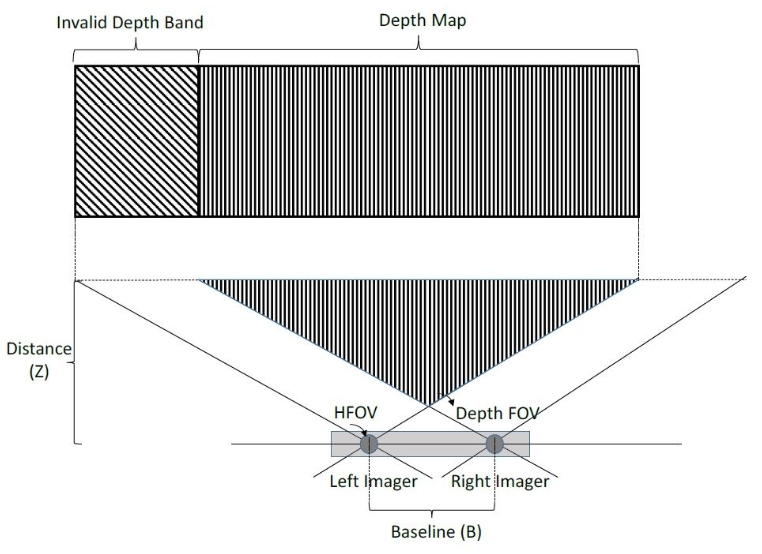 Invalid Depth Band
Depth Map
Distance
(Z)
HFOV
Depth FOV
Left Imager
Right Imager
Baseline (B)